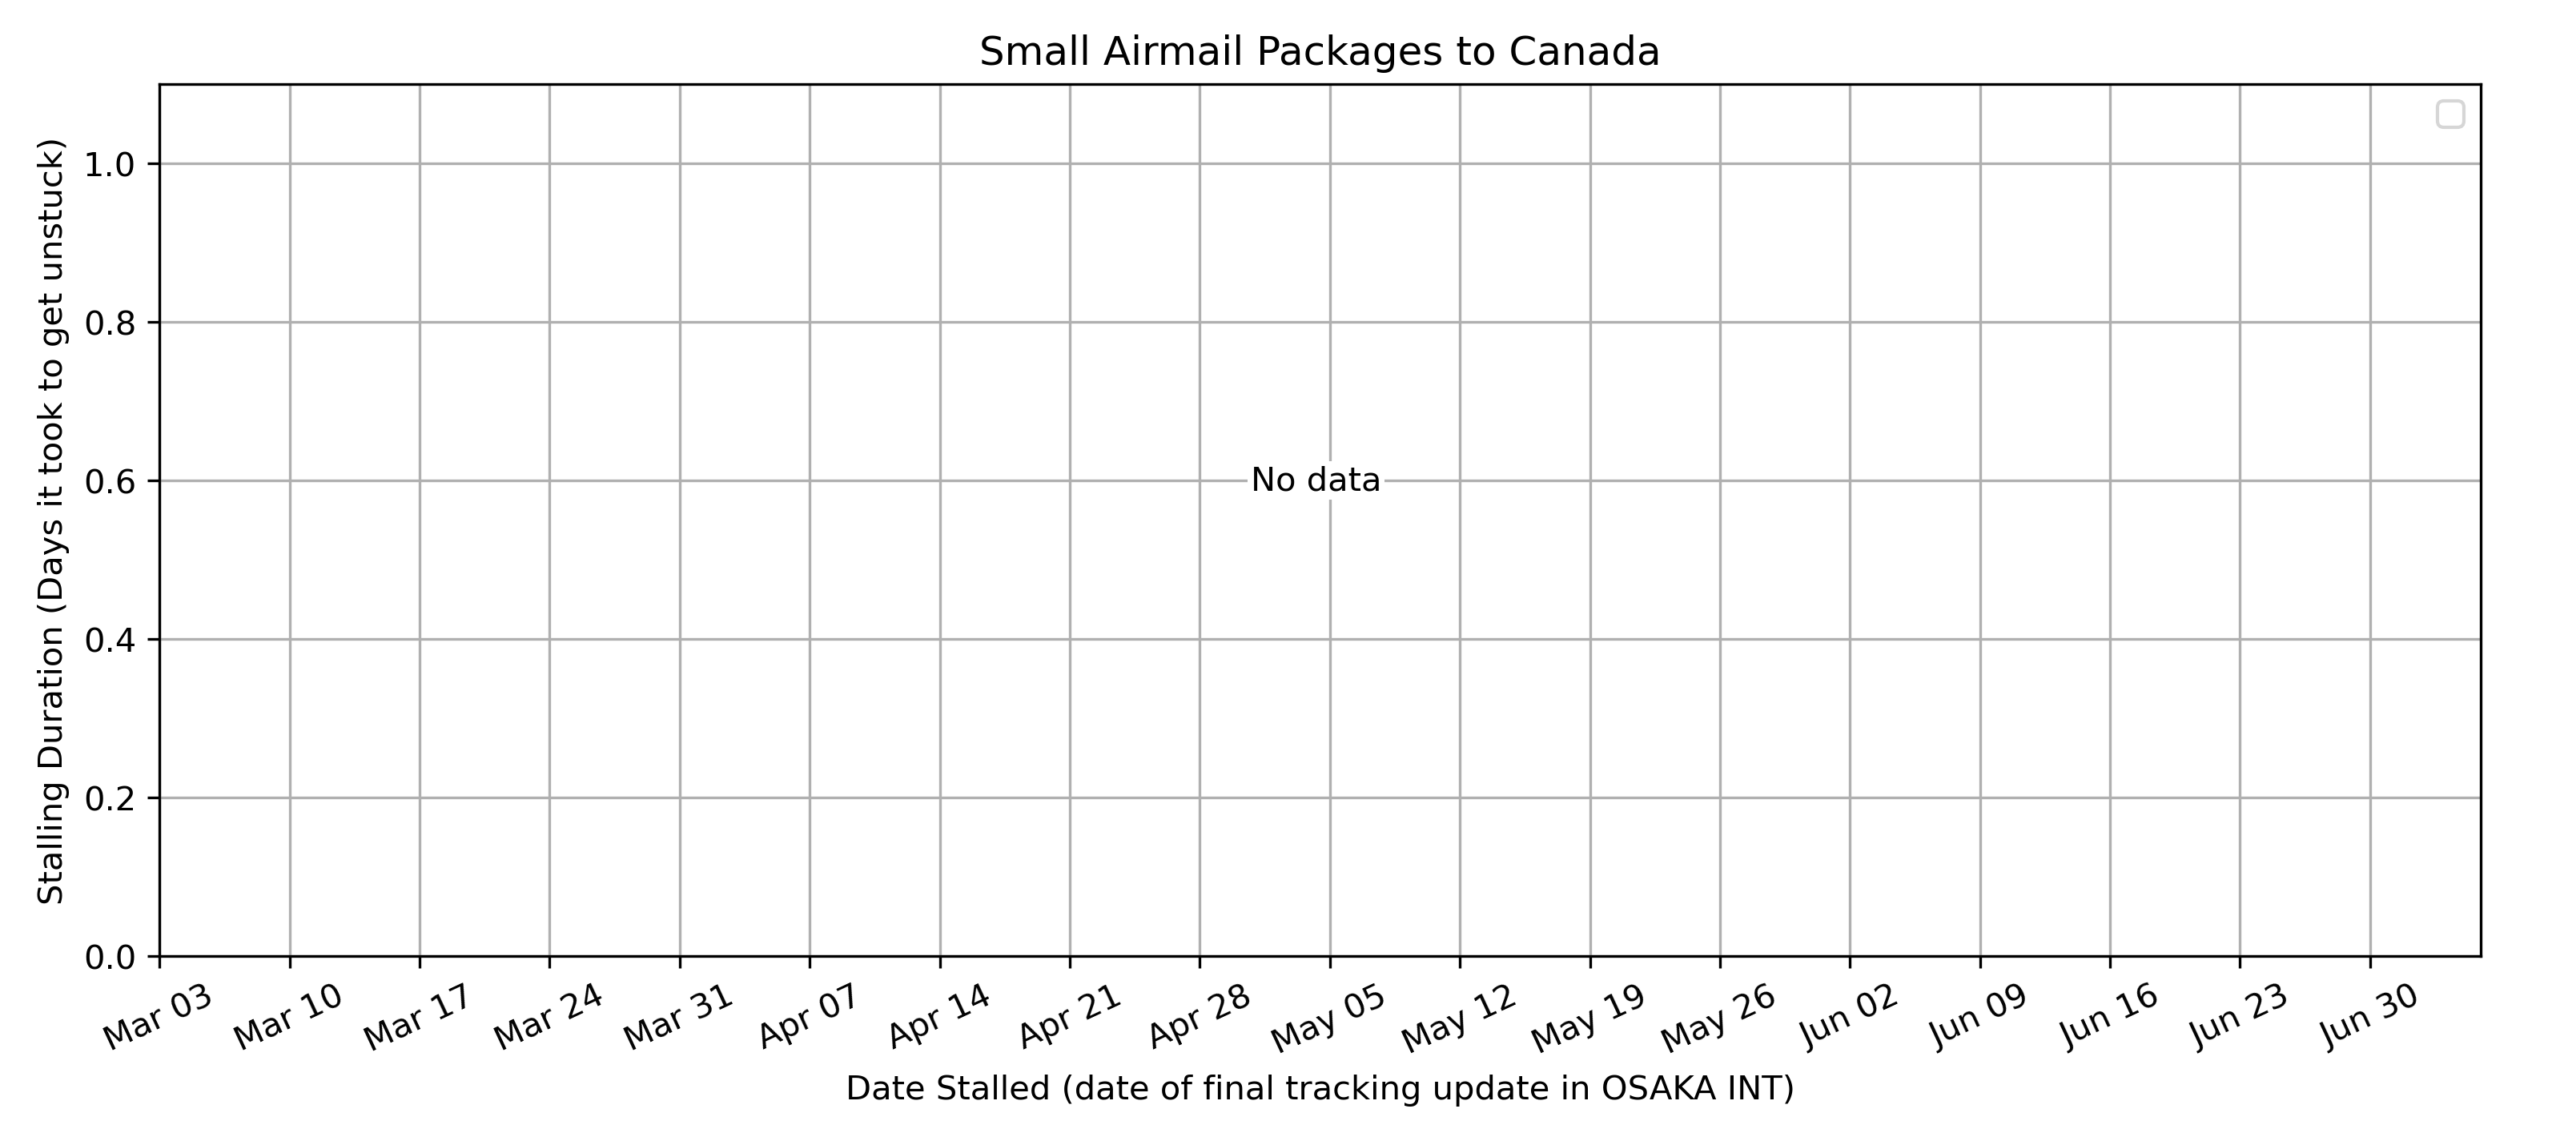 Small Airmail Packages to Canada
Stalling Duration (Days it took to get unstuck)
1.0
0.8
0.6
0.4
0.2
0.0
No data
Mar 03
Mar 10
Mar 17
Mar 24
Mar 31
Apr 07
Apr 14
Apr 21
Apr 28
May 05
May 12
May 19
May 26
Jun 02
Jun 09
Jun 16
Jun 23
Jun 30
Date Stalled (date of final tracking update in OSAKA INT)